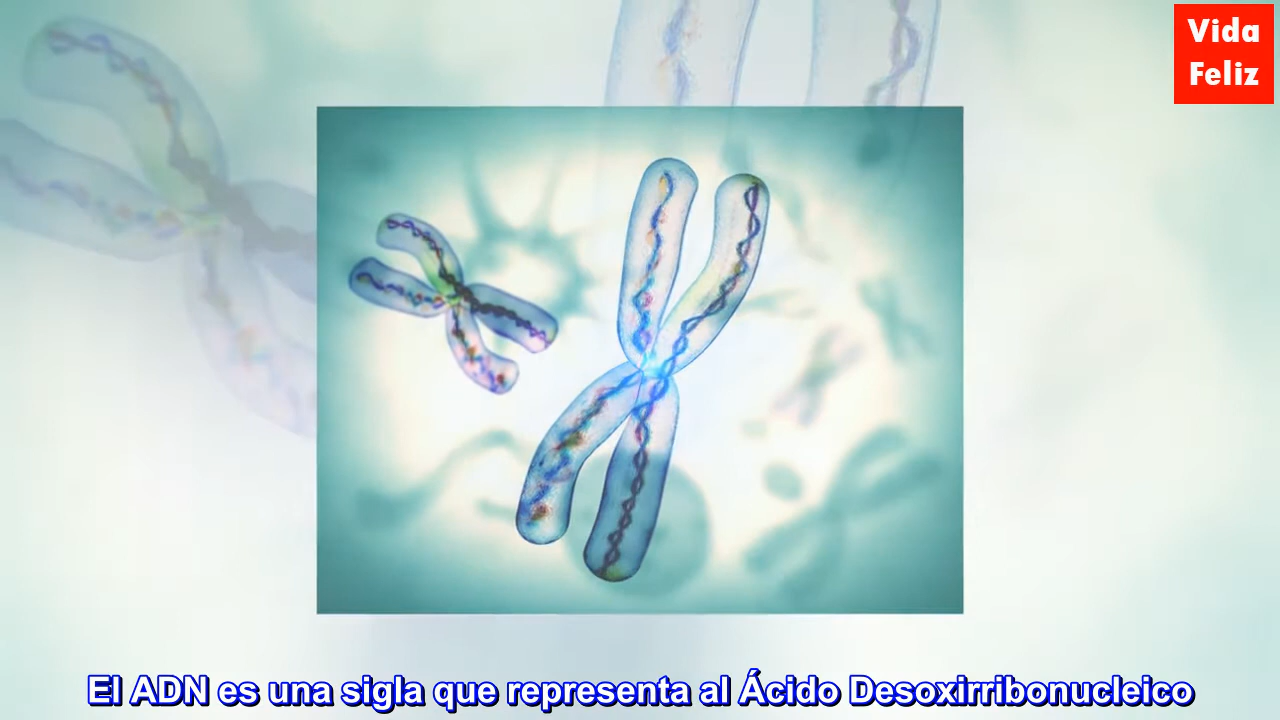 Vida
Feliz
El ADN es una sigla que representa al Ácido Desoxirribonucleico